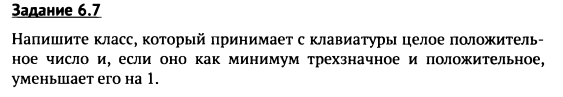 Задание 6.7
Напишите класс, который принимает с клавиатуры целое положитель-
ное число и, если оно как минимум трехзначное и положительное,
уменьшает его на 1.